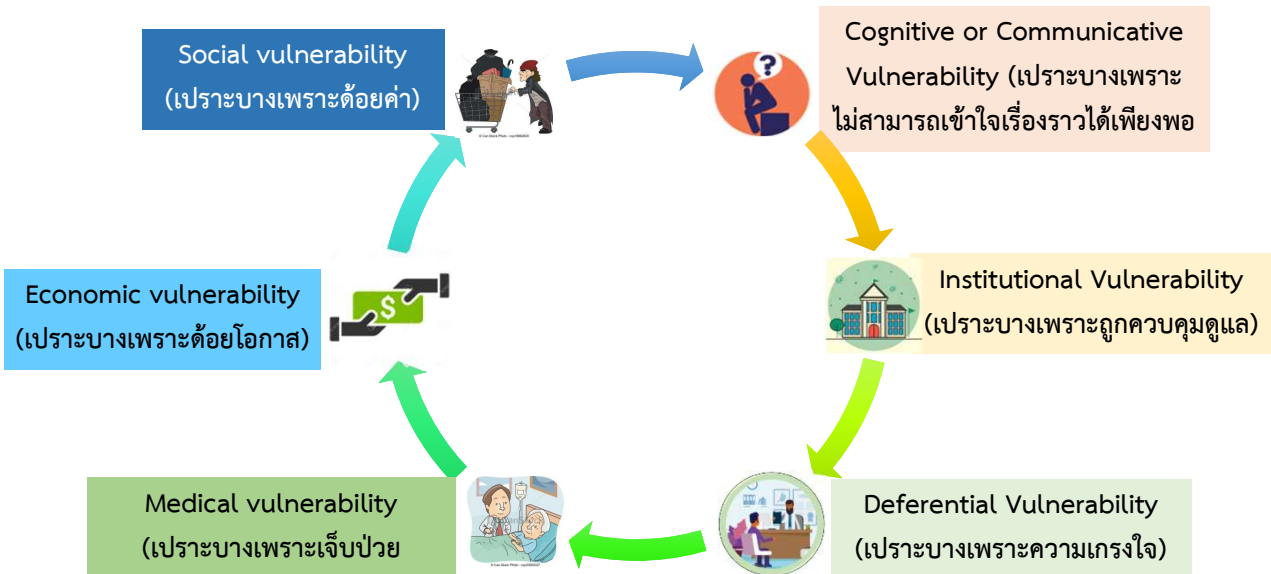 Social vulnerability
(เปราะบางเพราะด้อยค่า)
Cognitive or Communicative
Vulnerability (เปราะบางเพราะ
ไม่สามารถเข้าใจเรื่องราวได้เพียงพอ
Institutional Vulnerability
(เปราะบางเพราะถูกควบคุมดูแล)
Deferential Vulnerability
(เปราะบางเพราะความเกรงใจ)
Medical vulnerability
(เปราะบางเพราะเจ็บป่วย
Economic vulnerability
(เปราะบางเพราะด้อยโอกาส)
?
$